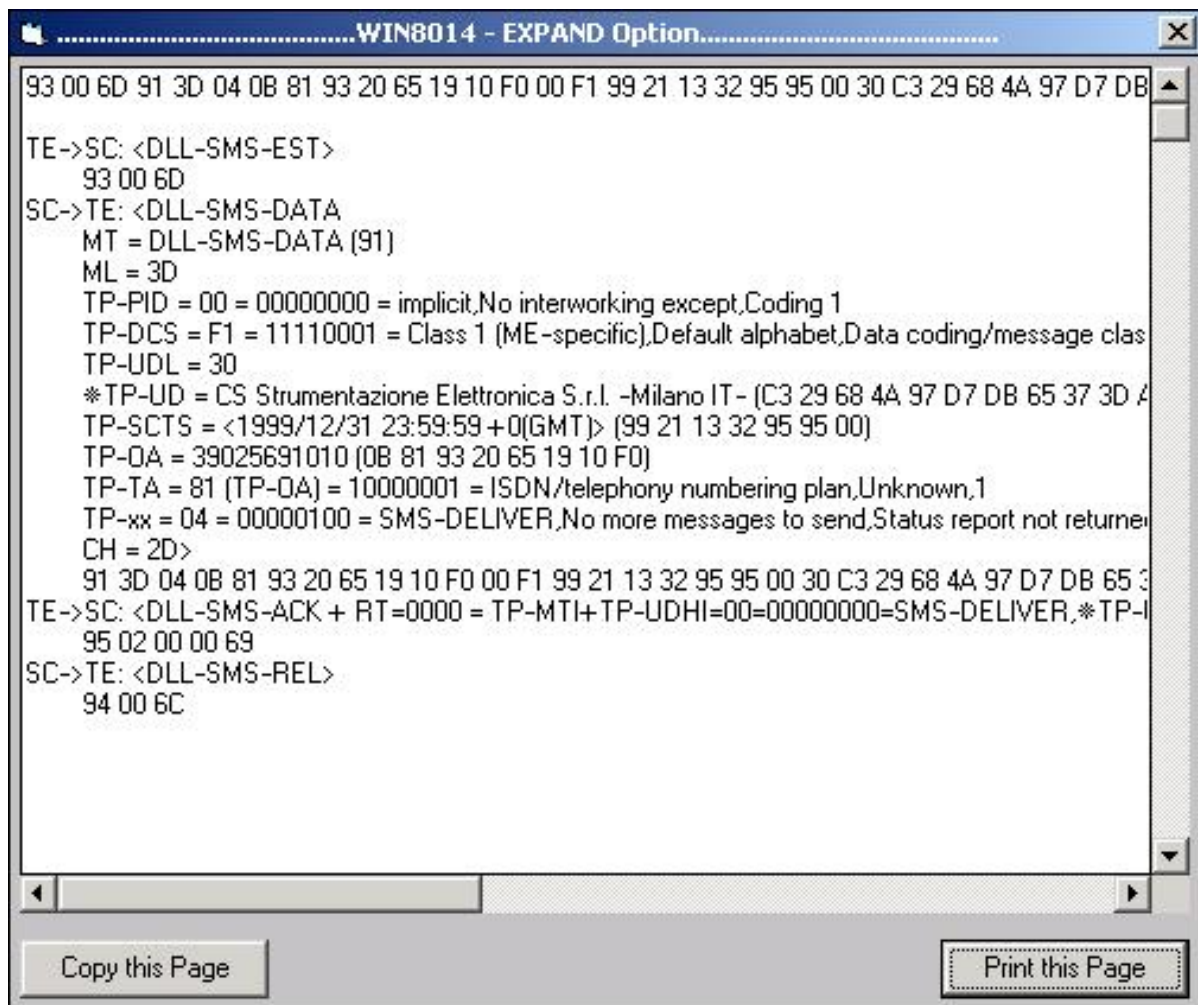 ........................................WIN8014 - EXPAND Option........................................
93 00 6D 91 3D 04 0B 81 93 20 65 19 10 F0 00 F1 99 21 13 32 95 95 00 30 C3 29 68 4A 97 D7 DB
TE->SC: <DLL-SMS-EST>
93 00 6D
SC->TE: <DLL-SMS-DATA
MT = DLL-SMS-DATA (91)
ML = 3D
TP-PID = 00 = 00000000 = implicit,No interworking except,Coding 1
TP-DCS = F1 = 11110001 = Class 1 (ME-specific),Default alphabet,Data coding/message clas
TP-UDL = 30
*TP-UD = CS Strumentazione Elettronica S.r.l. -Milano IT- (C3 29 68 4A 97 D7 DB 65 37 3D
TP-SCTS = <1999/12/31 23:59:59 +0(GMT)> (99 21 13 32 95 95 00)
TP-OA = 39025691010 (0B 81 93 20 65 19 10 F0)
TP-TA = 81 (TP-OA) = 10000001 = ISDN/telephony numbering plan,Unknown,1
TP-xx = 04 = 00000100 = SMS-DELIVER,No more messages to send,Status report not returne
CH = 2D>
91 3D 04 0B 81 93 20 65 19 10 F0 00 F1 99 21 13 32 95 95 00 30 C3 29 68 4A 97 D7 DB 65
TE->SC: <DLL-SMS-ACK + RT=0000 = TP-MTI+TP-UDHI=00=00000000=SMS-DELIVER,*TP-
95 02 00 00 69
SC->TE: <DLL-SMS-REL>
94 00 6C
Copy this Page
Print this Page